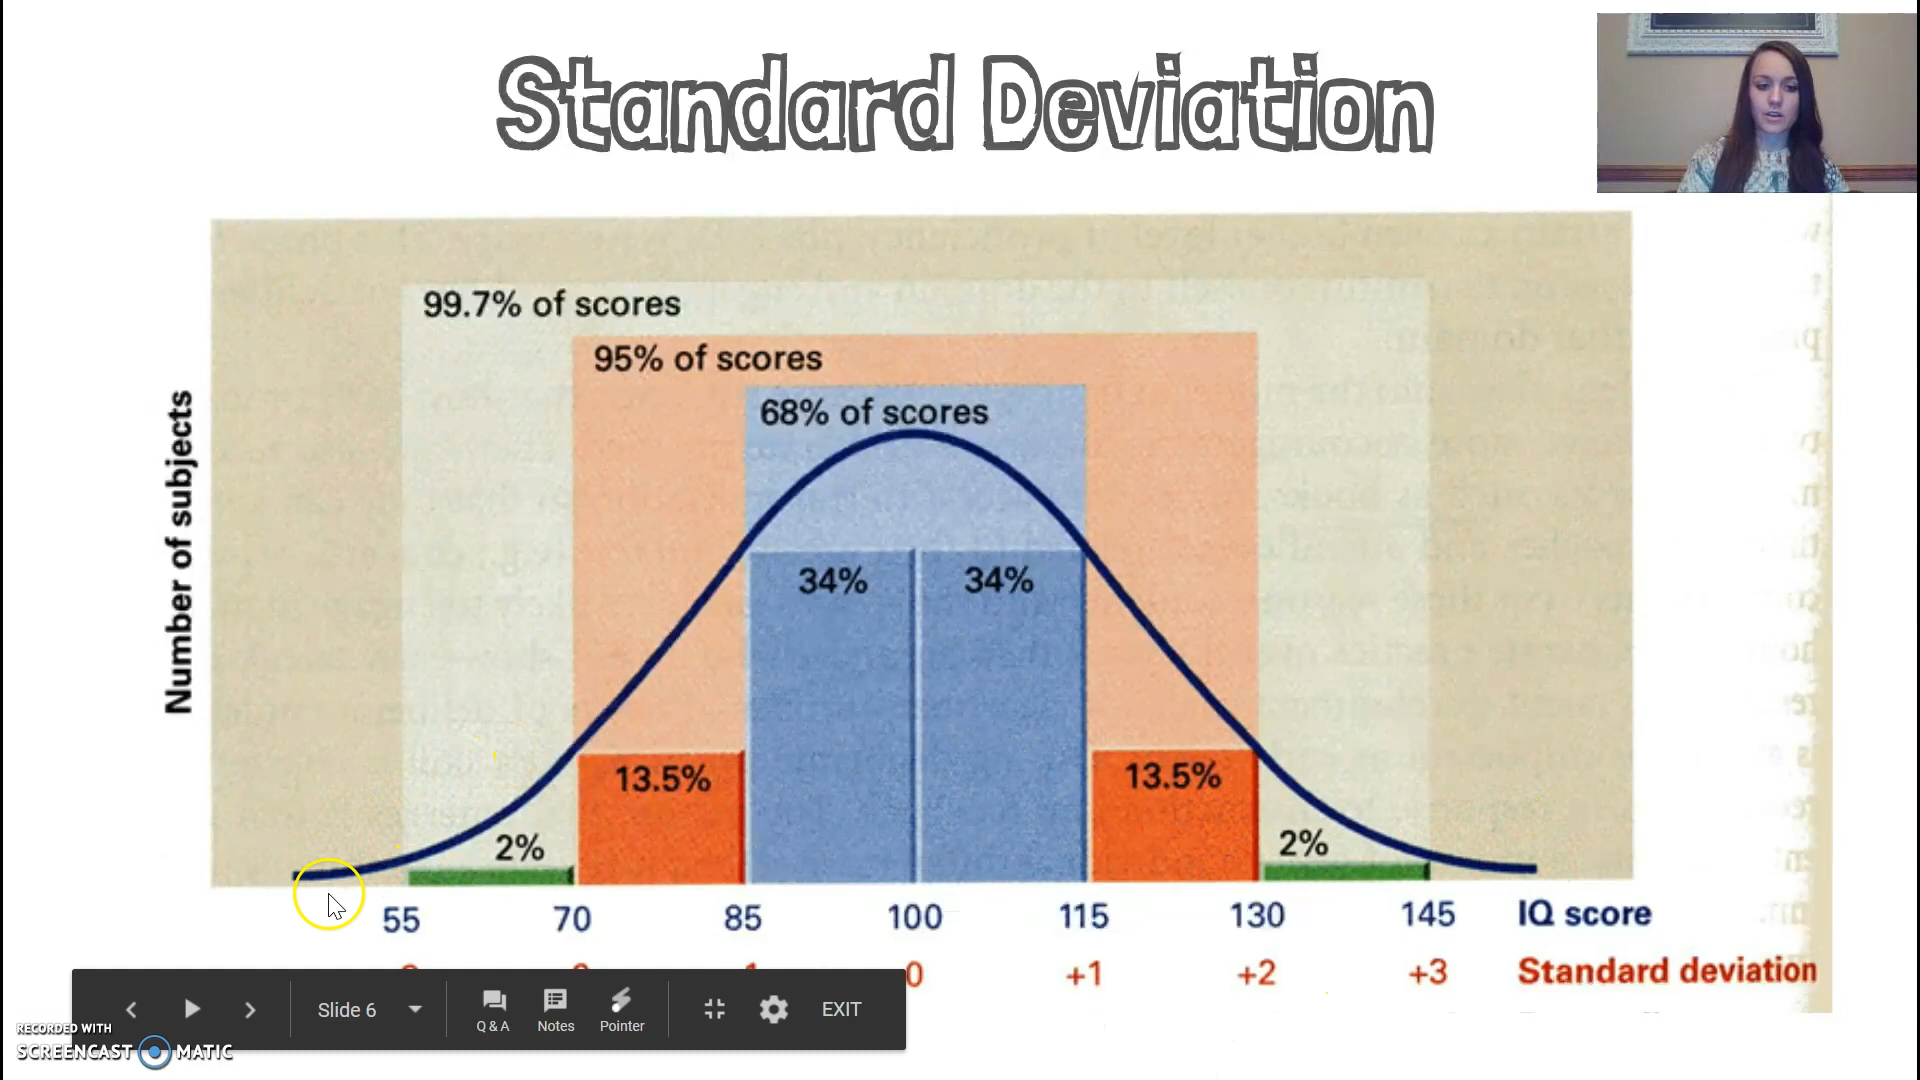 Standard Deviation
99.7% of scores
95% of scores
68% of scores
Number of subjects
34% 34%
13.5% 13.5%
2% 2%
55 70 85 100 115 130 145 IQ score
0 +1 +2 +3 Standard deviation
Slide 6
Q & A Notes Pointer EXIT
RECORDED WITH
SCREENCAST MATIC